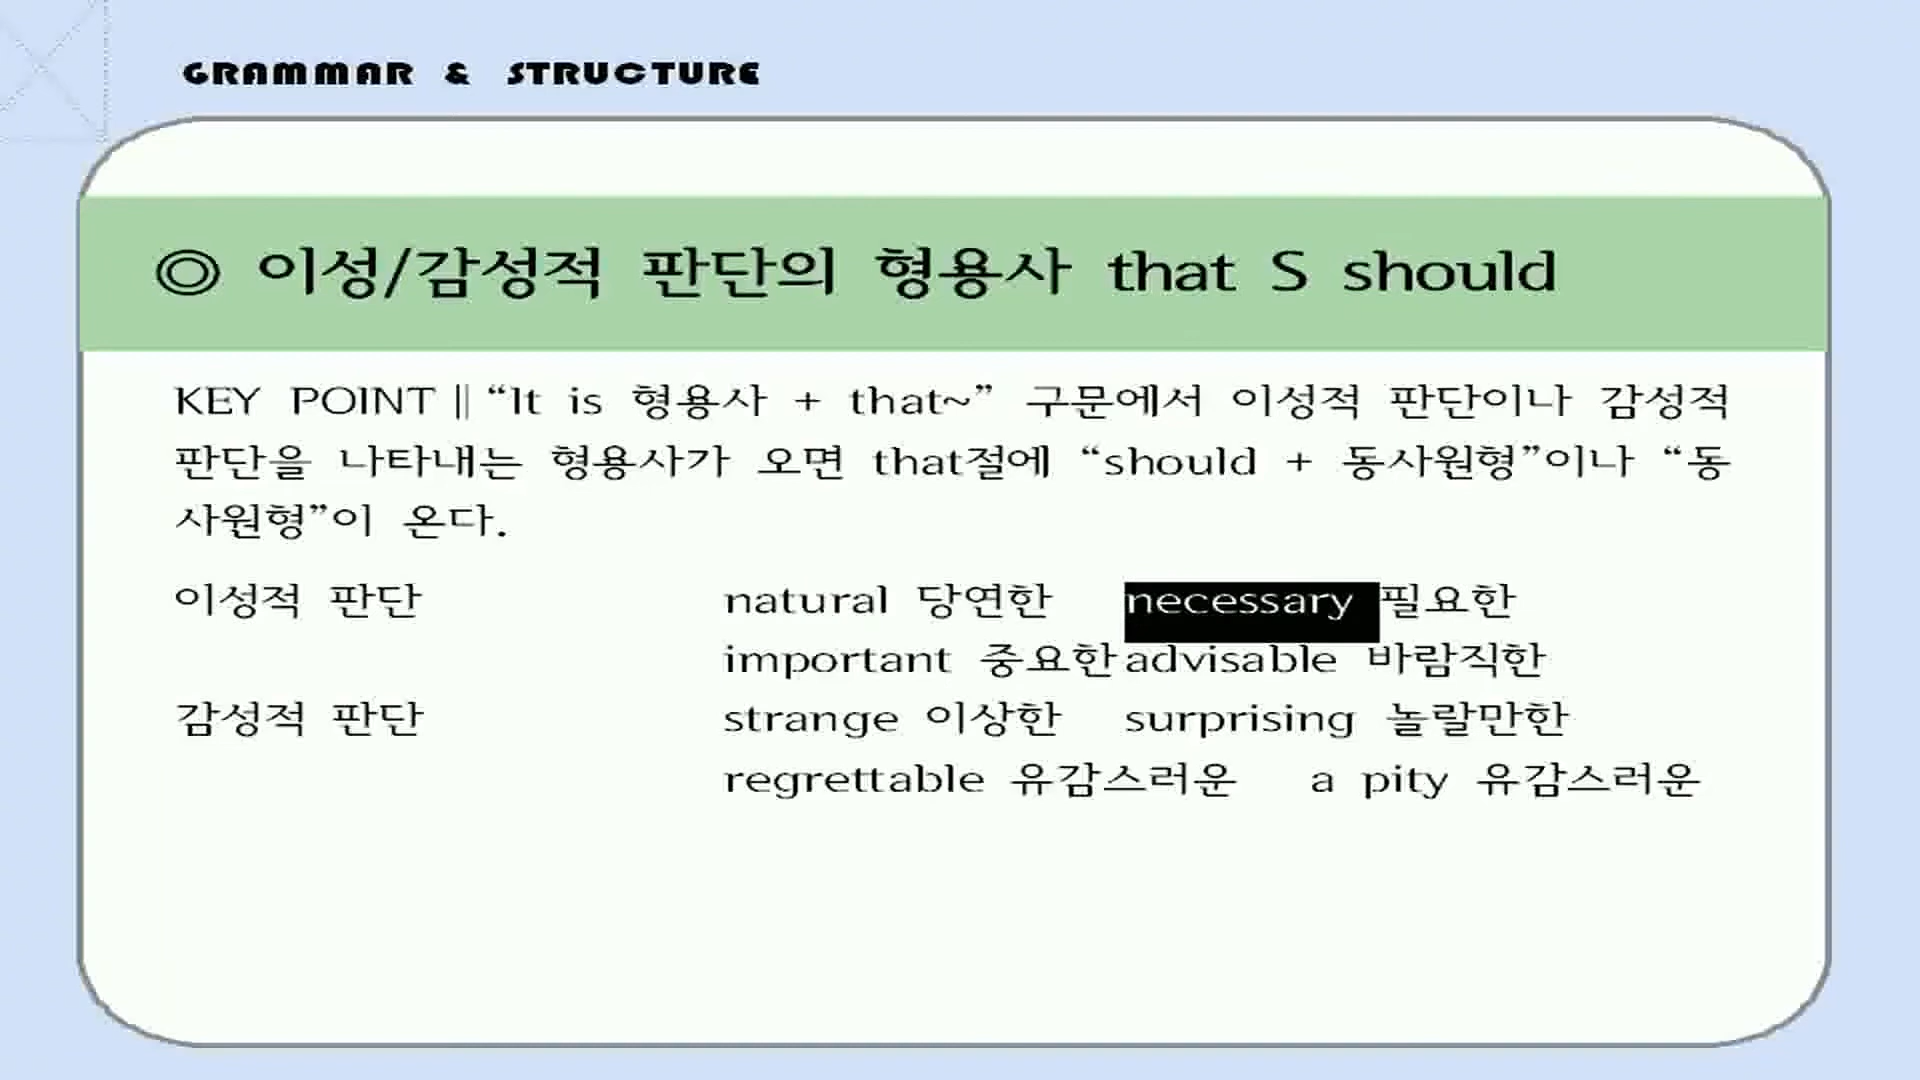 GRAMMAR & STRUCTURE
◎ 이성/감성적 판단의 형용사 that S should
KEY POINT‖“It is 형용사 + that~” 구문에서 이성적 판단이나 감성적
판단을 나타내는 형용사가 오면 that절에 “should + 동사원형”이나 “동
사원형”이 온다.
이성적 판단 natural 당연한 necessary 필요한
important 중요한 advisable 바람직한
감성적 판단 strange 이상한 surprising 놀랄만한
regrettable 유감스러운 a pity 유감스러운